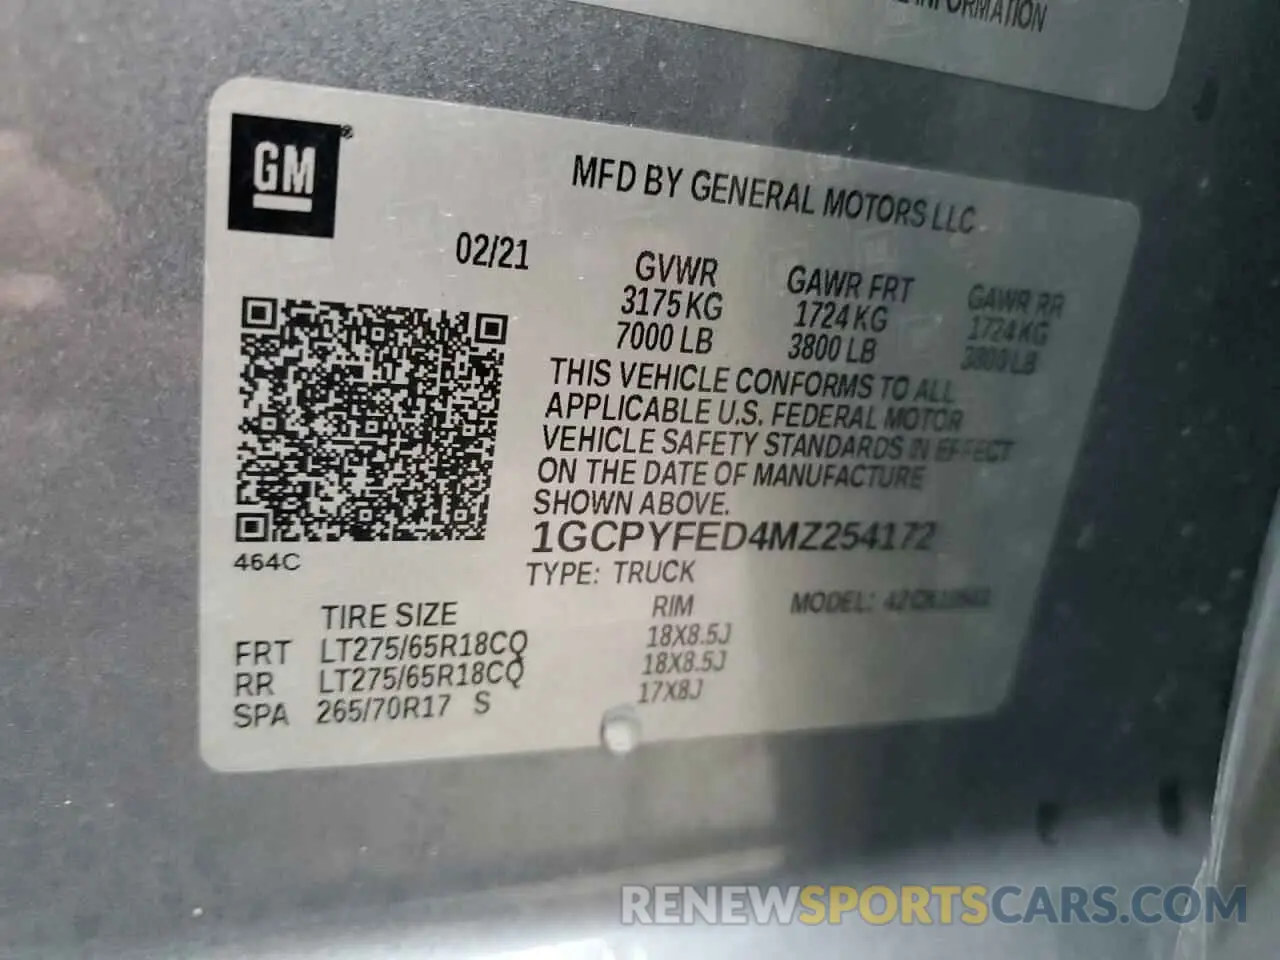 INFORMATION
GM®
MFD BY GENERAL MOTORS LLC
02/21
GVWR GAWR FRT GAWR RR
3175 KG 1724 KG 1724 KG
7000 LB 3800 LB 3800 LB
THIS VEHICLE CONFORMS TO ALL
APPLICABLE U.S. FEDERAL MOTOR
VEHICLE SAFETY STANDARDS IN EFFECT
ON THE DATE OF MANUFACTURE
SHOWN ABOVE.
1GCPYFED4MZ254172
464C
TYPE: TRUCK
TIRE SIZE RIM MODEL:
FRT LT275/65R18CQ 18X8.5J
RR LT275/65R18CQ 18X8.5J
SPA 265/70R17 S 17X8J
RENEWSPORTSCARS.COM